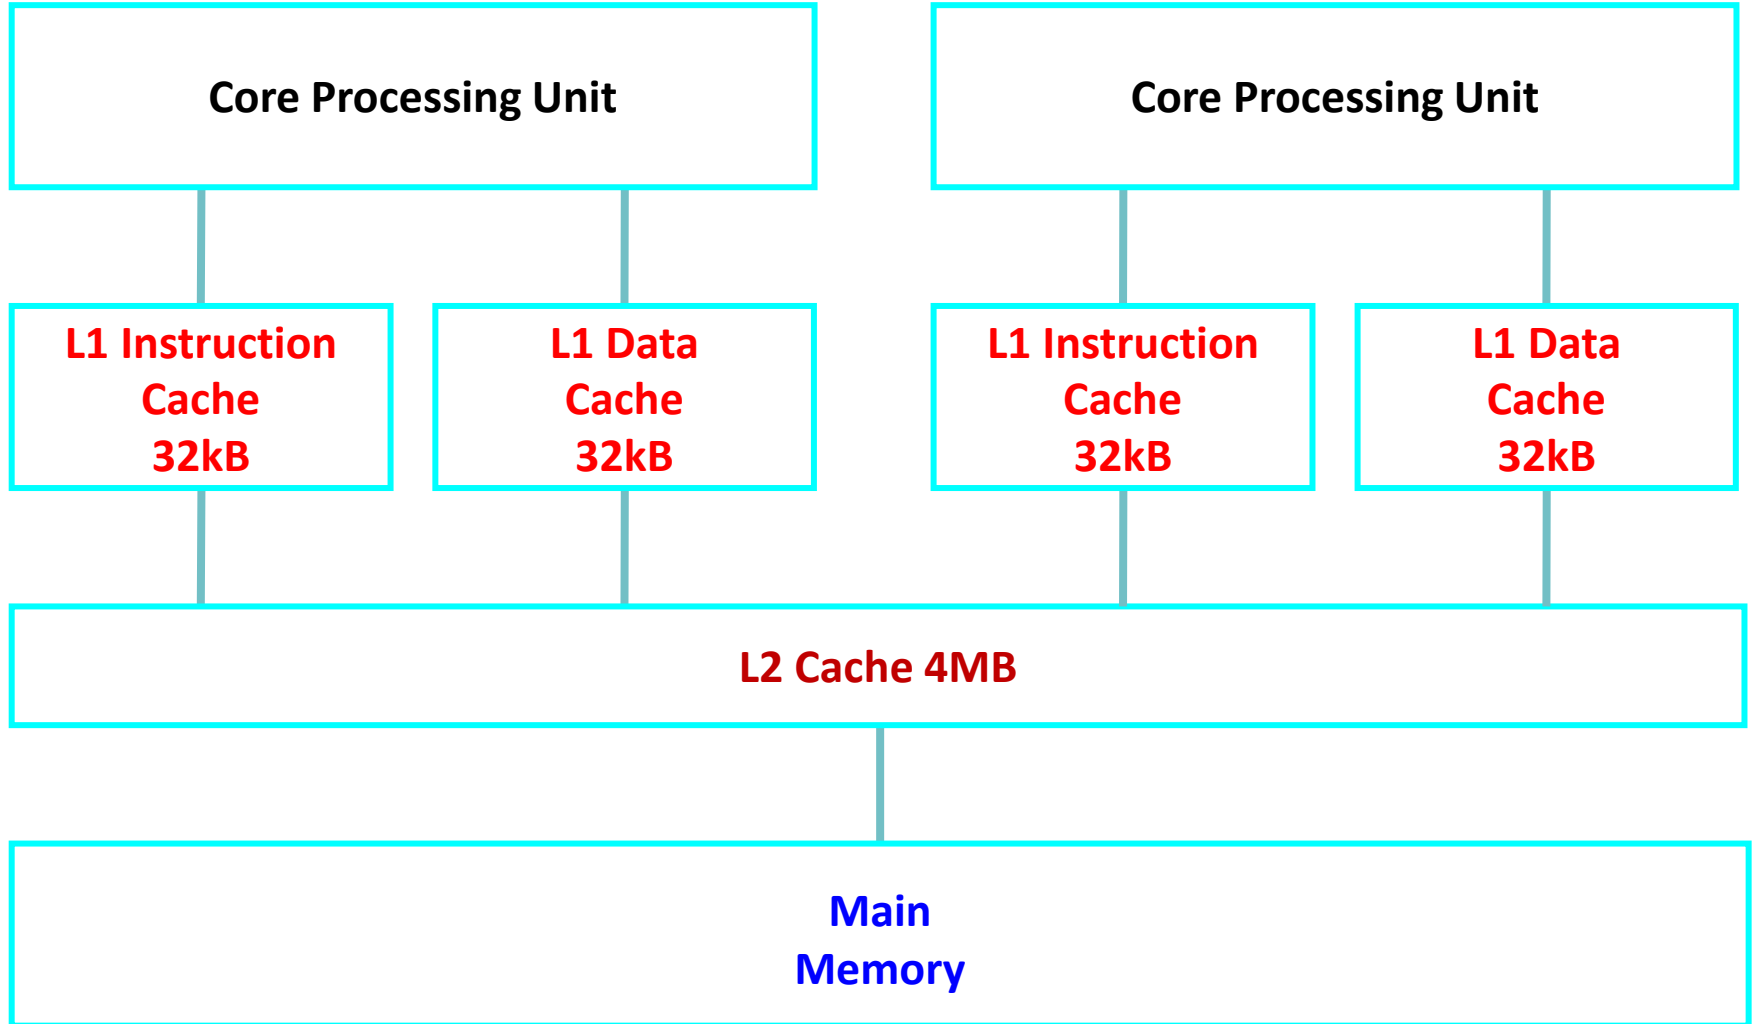 Core Processing Unit
Core Processing Unit
L1 Instruction
Cache
32kB
L1 Data
Cache
32kB
L1 Instruction
Cache
32kB
L1 Data
Cache
32kB
L2 Cache 4MB
Main
Memory